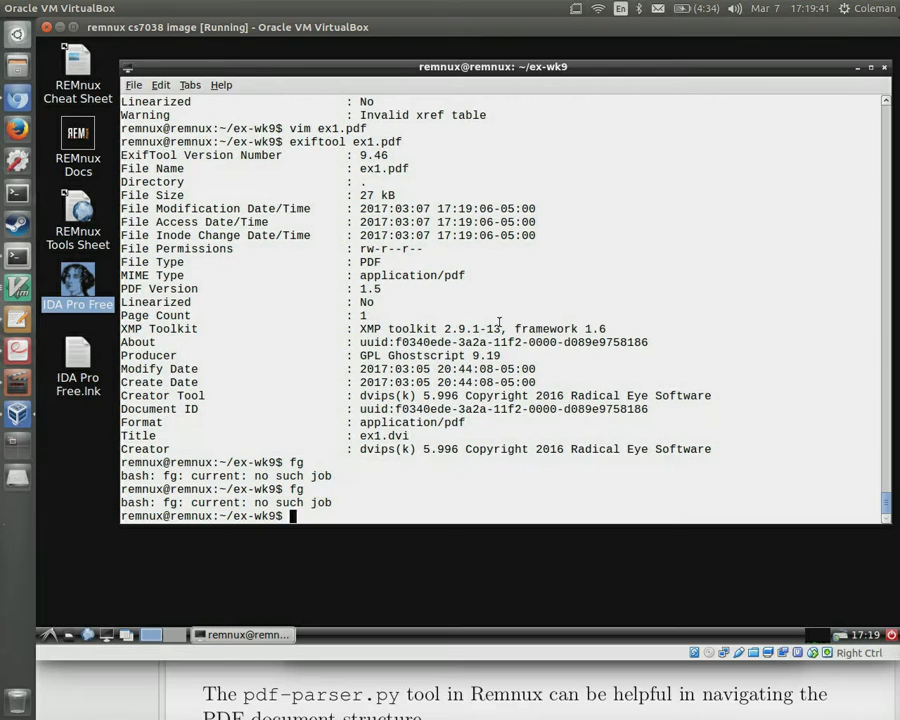 Oracle VM VirtualBox
En
(4:34)
Mar 7
17:19:41
Coleman
remnux cs7038 image [Running] - Oracle VM VirtualBox
REMnux
Cheat Sheet
REM
REMnux
Docs
REMnux
Tools Sheet
IDA Pro Free
IDA Pro
Free.lnk
remnux@remnux: ~/ex-wk9
File Edit Tabs Help
Linearized : No
Warning : Invalid xref table
remnux@remnux:~/ex-wk9$ vim ex1.pdf
remnux@remnux:~/ex-wk9$ exiftool ex1.pdf
ExifTool Version Number : 9.46
File Name : ex1.pdf
Directory : .
File Size : 27 kB
File Modification Date/Time : 2017:03:07 17:19:06-05:00
File Access Date/Time : 2017:03:07 17:19:06-05:00
File Inode Change Date/Time : 2017:03:07 17:19:06-05:00
File Permissions : rw-r--r--
File Type : PDF
MIME Type : application/pdf
PDF Version : 1.5
Linearized : No
Page Count : 1
XMP Toolkit : XMP toolkit 2.9.1-13, framework 1.6
About : uuid:f0340ede-3a2a-11f2-0000-d089e9758186
Producer : GPL Ghostscript 9.19
Modify Date : 2017:03:05 20:44:08-05:00
Create Date : 2017:03:05 20:44:08-05:00
Creator Tool : dvips(k) 5.996 Copyright 2016 Radical Eye Software
Document ID : uuid:f0340ede-3a2a-11f2-0000-d089e9758186
Format : application/pdf
Title : ex1.dvi
Creator : dvips(k) 5.996 Copyright 2016 Radical Eye Software
remnux@remnux:~/ex-wk9$ fg
bash: fg: current: no such job
remnux@remnux:~/ex-wk9$ fg
bash: fg: current: no such job
remnux@remnux:~/ex-wk9$
remnux@remn...
17:19
Right Ctrl
The pdf-parser.py tool in Remnux can be helpful in navigating the
PDF document structure